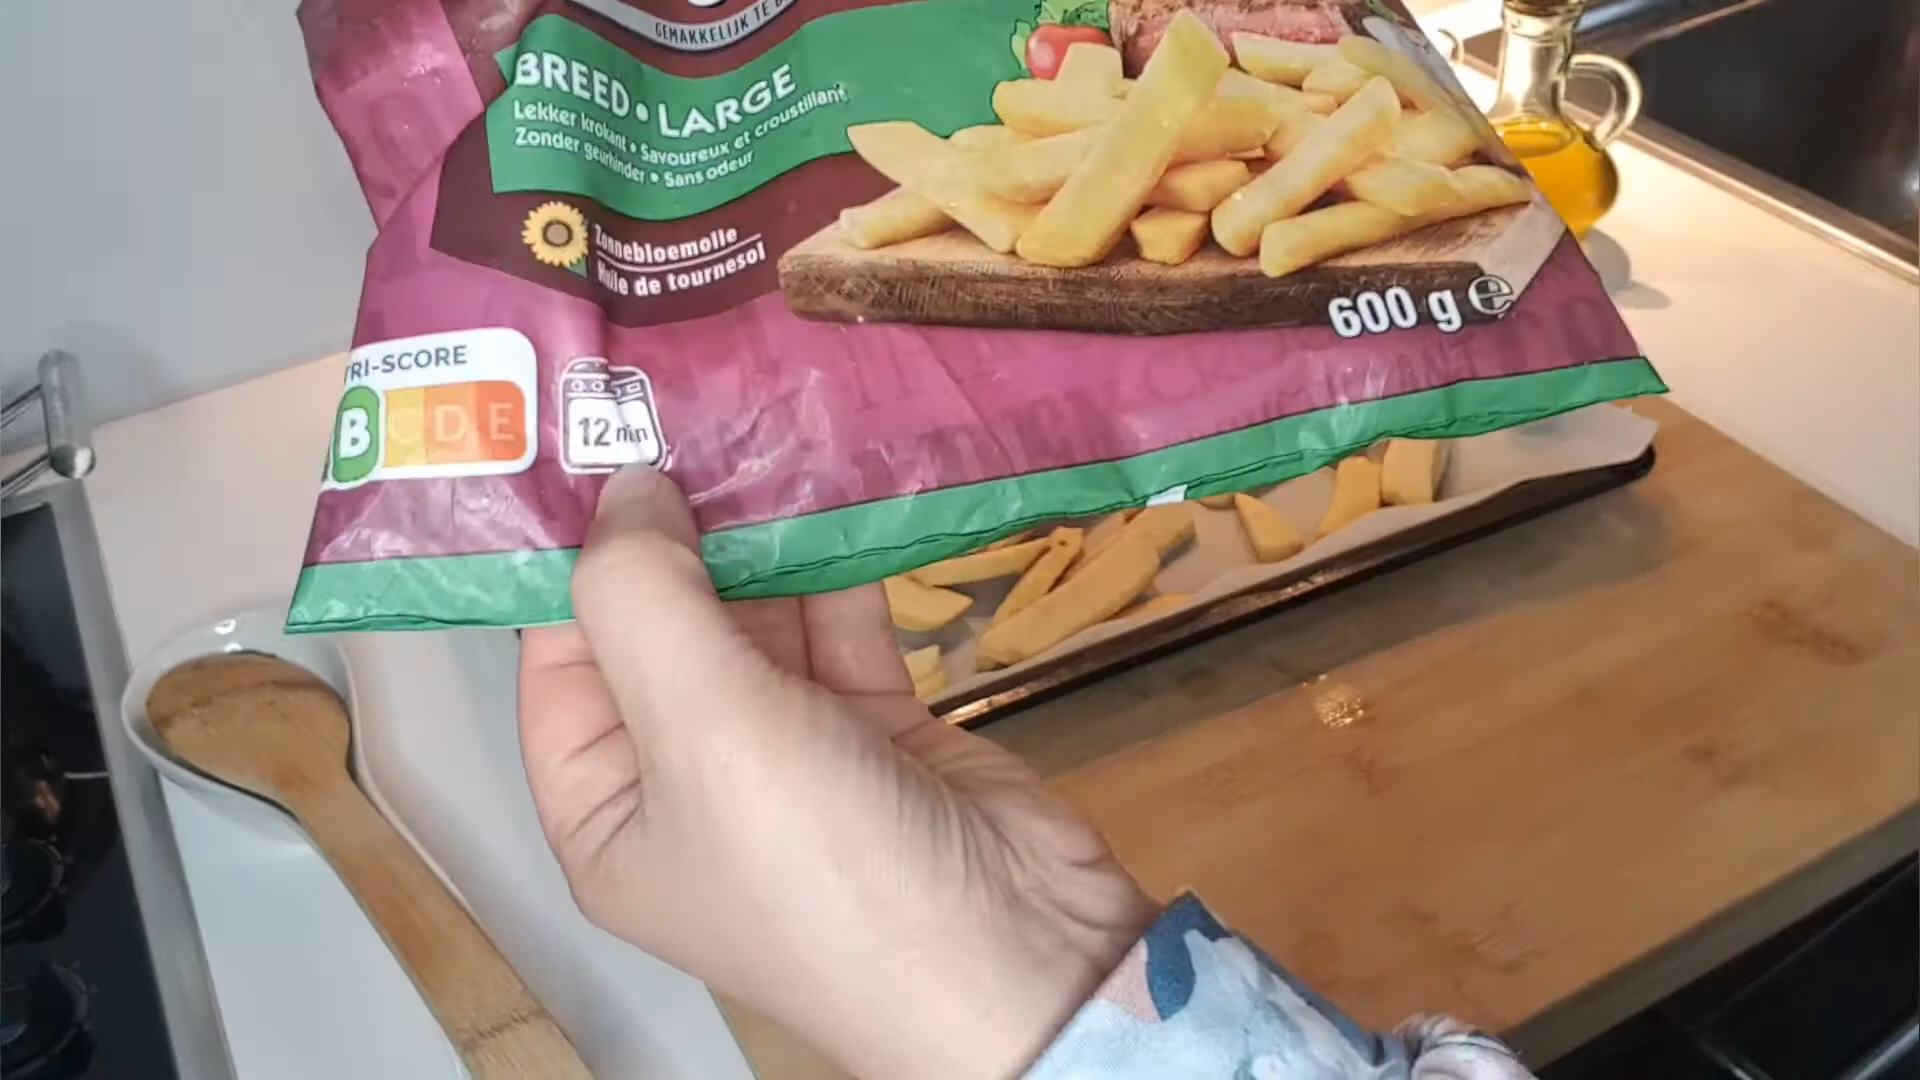 GEMAKKELIJK TE B
BREED • LARGE
Lekker krokant • Savoureux et croustillant
Zonder geurhinder • Sans odeur
Zonnebloemolie
Huile de tournesol
600 g e
TRI-SCORE
B C D E
12 min